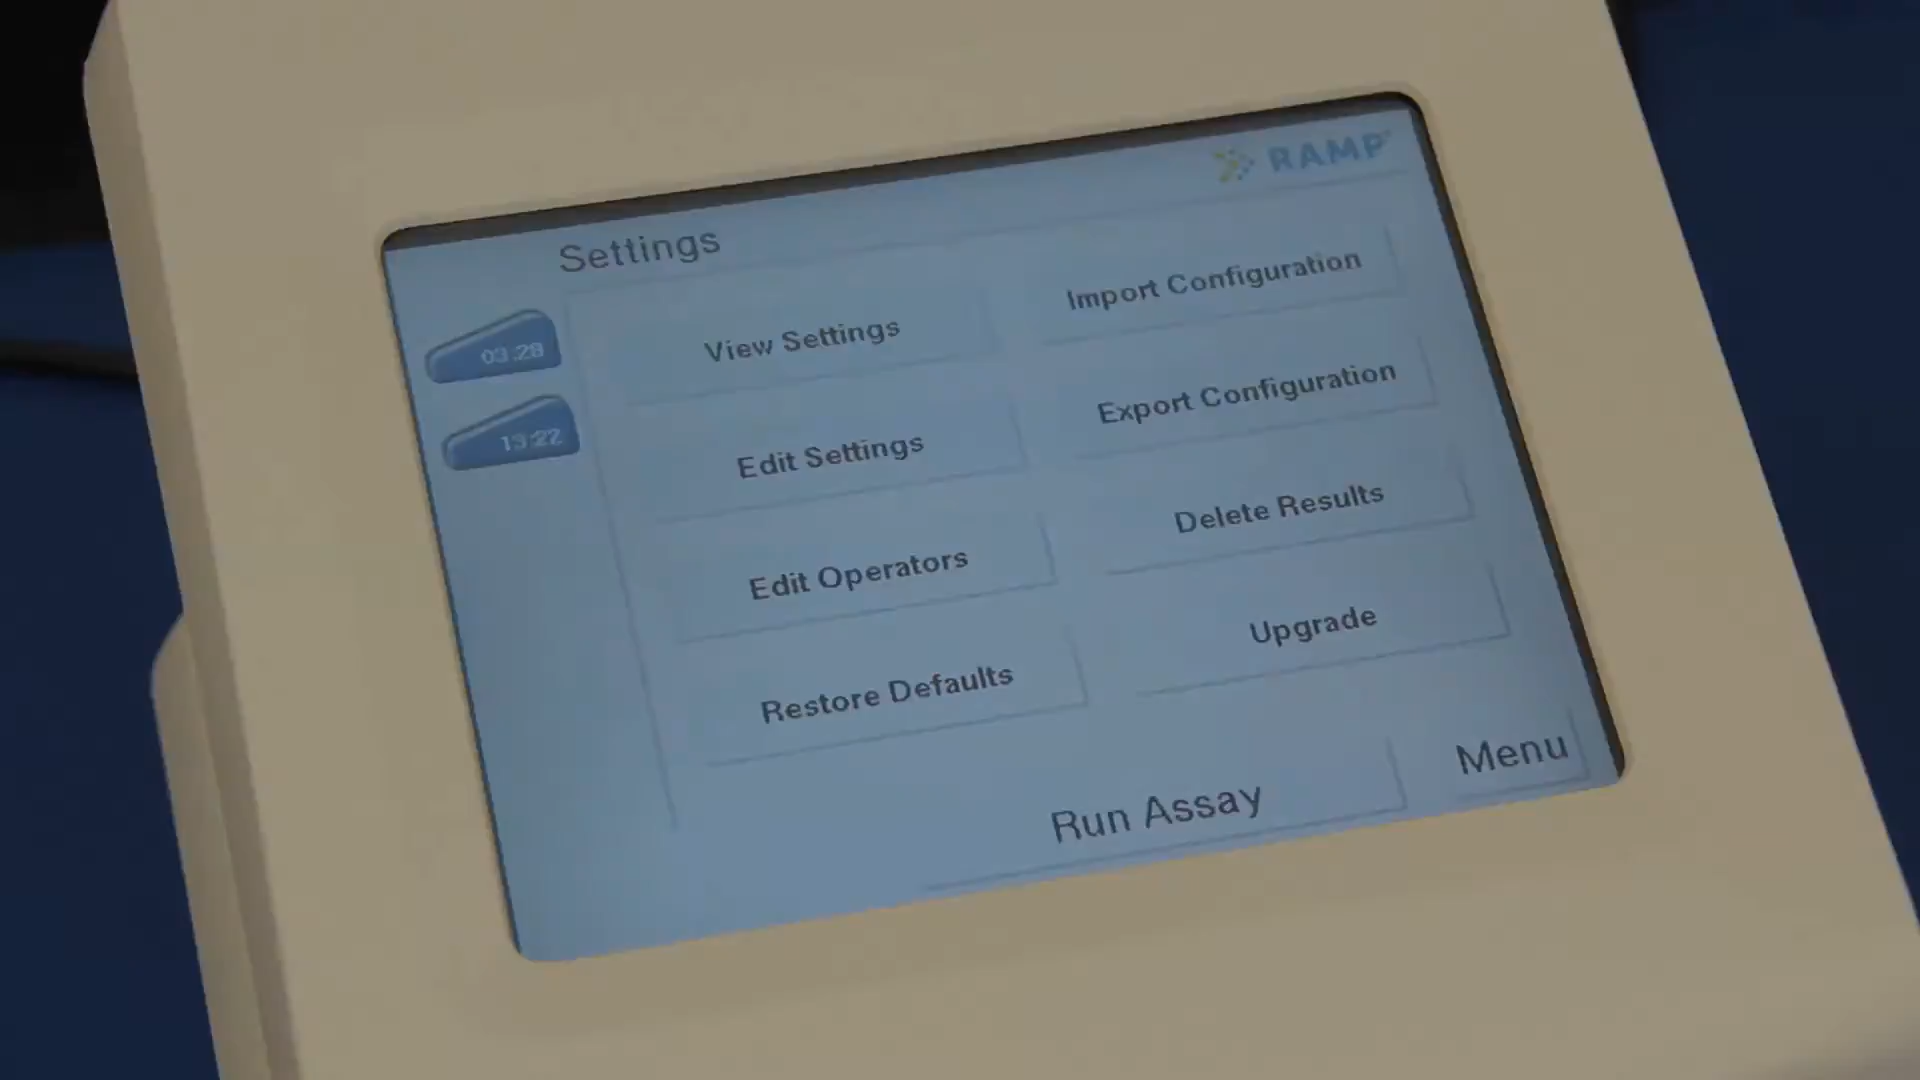 RAMP
Settings
03:28
13:22
View Settings
Import Configuration
Edit Settings
Export Configuration
Edit Operators
Delete Results
Restore Defaults
Upgrade
Run Assay
Menu